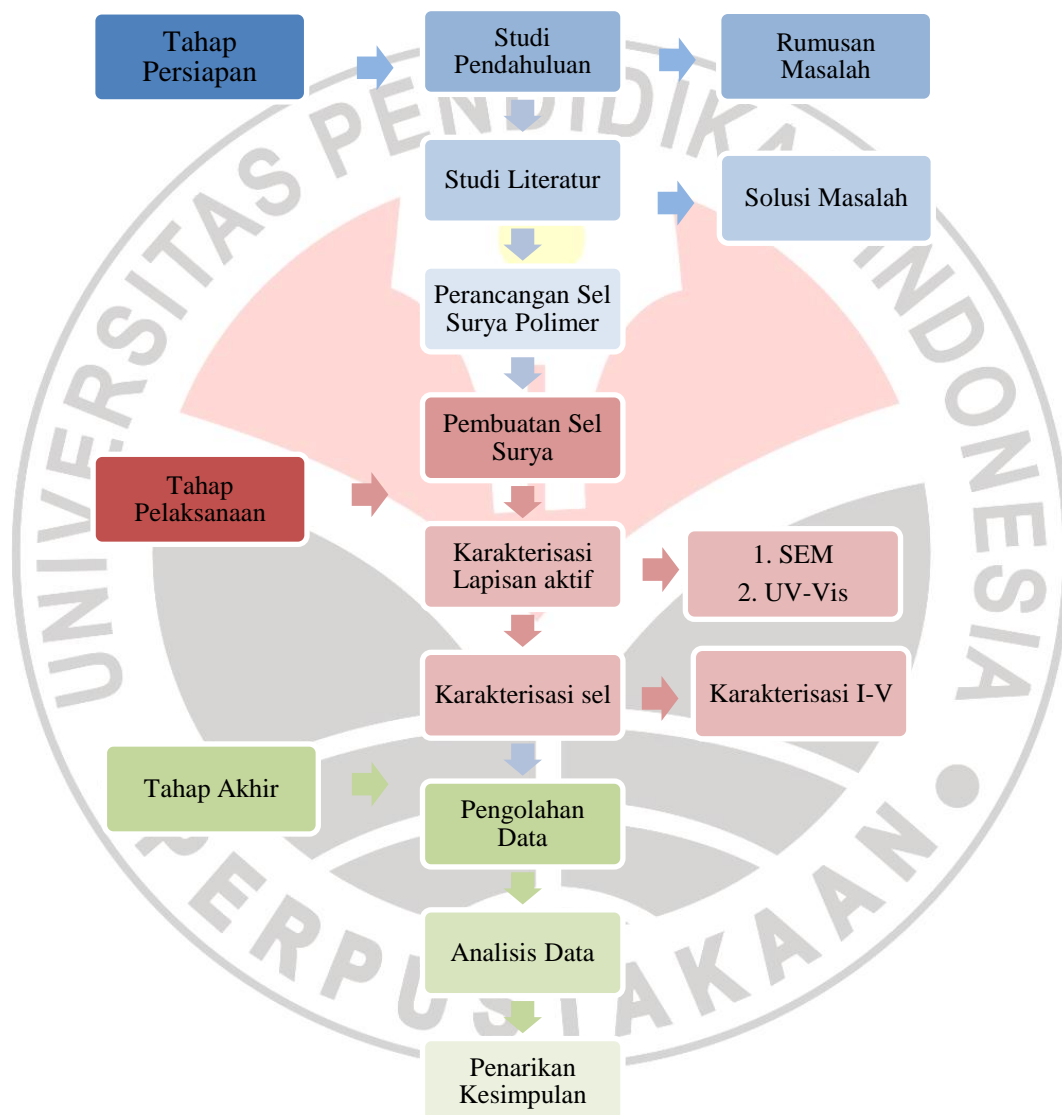 Tahap
Persiapan
Studi
Pendahuluan
Rumusan
Masalah
Studi Literatur
Solusi Masalah
Perancangan Sel
Surya Polimer
Pembuatan Sel
Surya
Tahap
Pelaksanaan
Karakterisasi
Lapisan aktif
1. SEM
2. UV-Vis
Karakterisasi sel
Karakterisasi I-V
Tahap Akhir
Pengolahan
Data
Analisis Data
Penarikan
Kesimpulan
UNIVERSITAS PENDIDIKAN INDONESIA
PERPUSTAKAAN